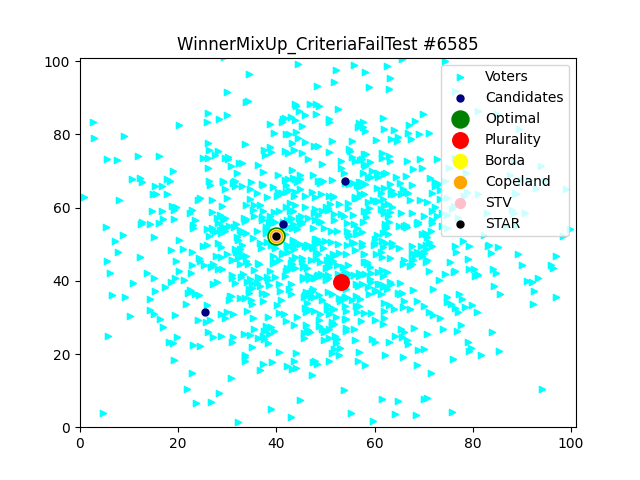 WinnerMixUp_CriteriaFailTest #6585
100
80
60
40
20
0
0
20
40
60
80
100
Voters
Candidates
Optimal
Plurality
Borda
Copeland
STV
STAR